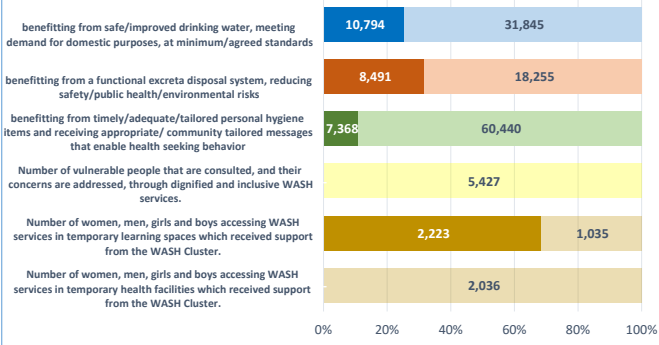 benefitting from safe/improved drinking water, meeting
demand for domestic purposes, at minimum/agreed standards
10,794
31,845
benefitting from a functional excreta disposal system, reducing
safety/public health/environmental risks
8,491
18,255
benefitting from timely/adequate/tailored personal hygiene
items and receiving appropriate/ community tailored messages
that enable health seeking behavior
7,368
60,440
Number of vulnerable people that are consulted, and their
concerns are addressed, through dignified and inclusive WASH
services.
5,427
Number of women, men, girls and boys accessing WASH
services in temporary learning spaces which received support
from the WASH Cluster.
2,223
1,035
Number of women, men, girls and boys accessing WASH
services in temporary health facilities which received support
from the WASH Cluster.
-
2,036
0%
20%
40%
60%
80%
100%